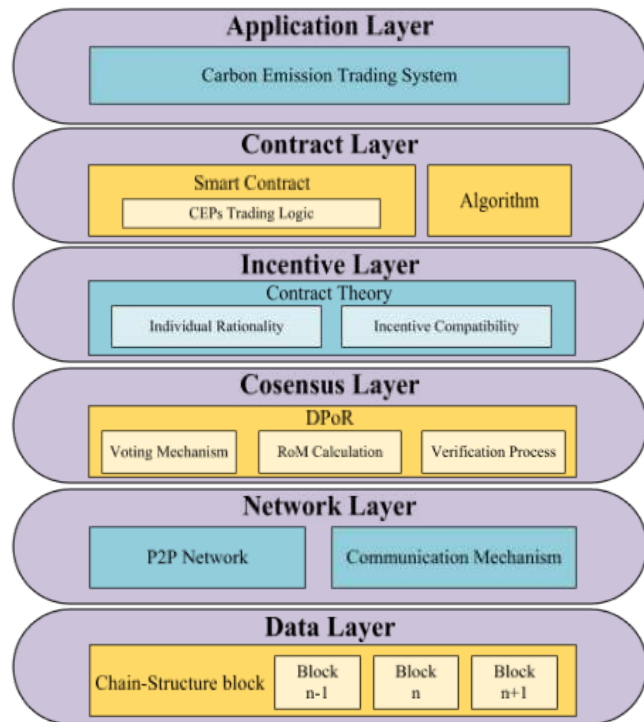 Application Layer
Carbon Emission Trading System
Contract Layer
Smart Contract
CEPs Trading Logic
Algorithm
Incentive Layer
Contract Theory
Individual Rationality
Incentive Compatibility
Cosensus Layer
DPoR
Voting Mechanism
RoM Calculation
Verification Process
Network Layer
P2P Network
Communication Mechanism
Data Layer
Chain-Structure block
Block
n-1
Block
n
Block
n+1